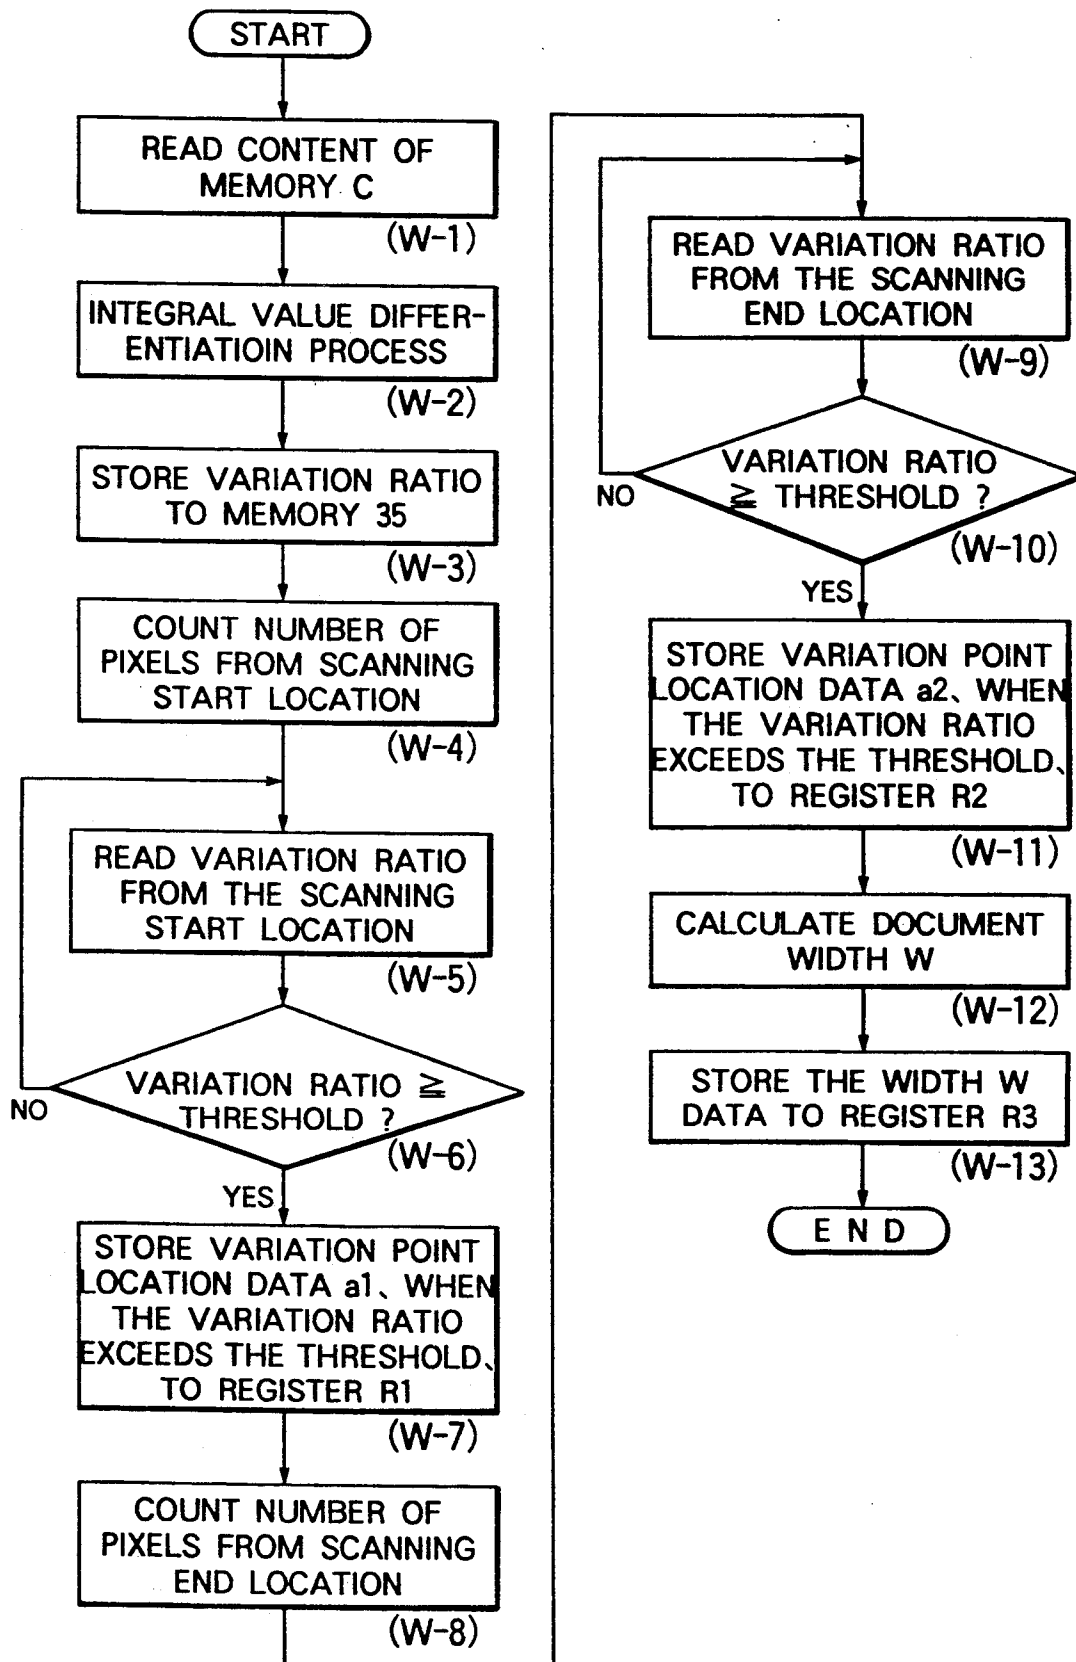 START
READ CONTENT OF
MEMORY C
(W-1)
INTEGRAL VALUE DIFFER-
ENTIATIOIN PROCESS
(W-2)
STORE VARIATION RATIO
TO MEMORY 35
(W-3)
COUNT NUMBER OF
PIXELS FROM SCANNING
START LOCATION
(W-4)
READ VARIATION RATIO
FROM THE SCANNING
START LOCATION
(W-5)
VARIATION RATIO ≧
THRESHOLD ?
(W-6)
NO
YES
STORE VARIATION POINT
LOCATION DATA a1、WHEN
THE VARIATION RATIO
EXCEEDS THE THRESHOLD、
TO REGISTER R1
(W-7)
COUNT NUMBER OF
PIXELS FROM SCANNING
END LOCATION
(W-8)
READ VARIATION RATIO
FROM THE SCANNING
END LOCATION
(W-9)
VARIATION RATIO
≧ THRESHOLD ?
NO
(W-10)
YES
STORE VARIATION POINT
LOCATION DATA a2、WHEN
THE VARIATION RATIO
EXCEEDS THE THRESHOLD、
TO REGISTER R2
(W-11)
CALCULATE DOCUMENT
WIDTH W
(W-12)
STORE THE WIDTH W
DATA TO REGISTER R3
(W-13)
END